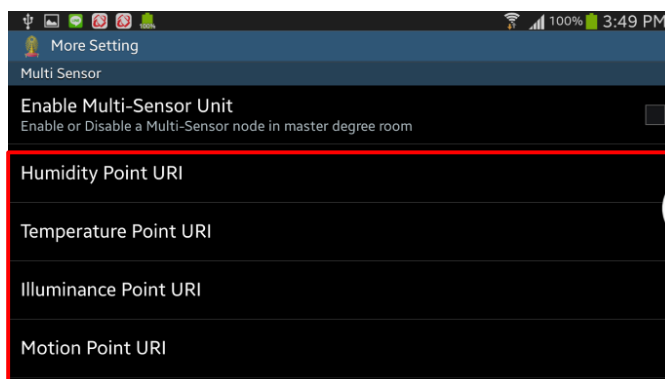 100% 3:49 PM
More Setting
Multi Sensor
Enable Multi-Sensor Unit
Enable or Disable a Multi-Sensor node in master degree room
Humidity Point URI
Temperature Point URI
Illuminance Point URI
Motion Point URI